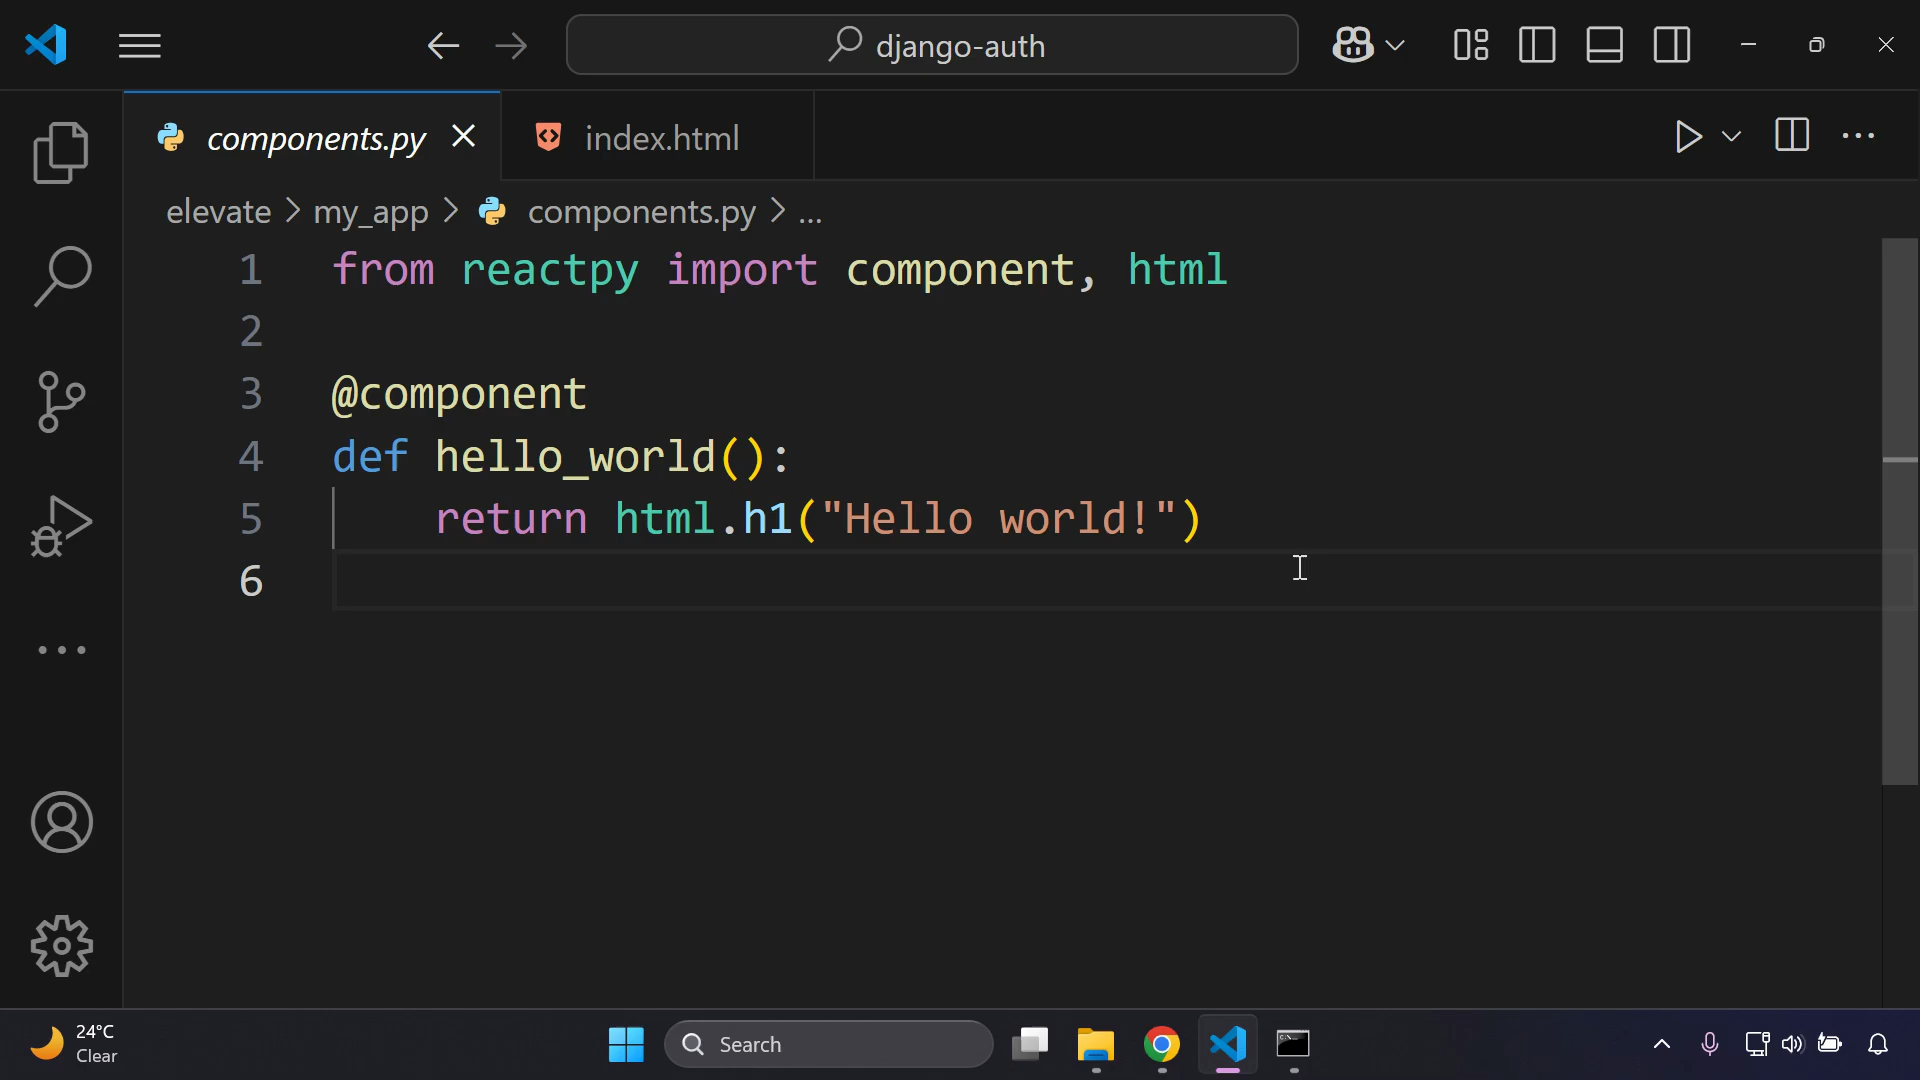 django-auth
components.py
index.html
elevate > my_app > components.py > ...
1 from reactpy import component, html
2
3 @component
4 def hello_world():
5     return html.h1("Hello world!")
6
24°C
Clear
Search